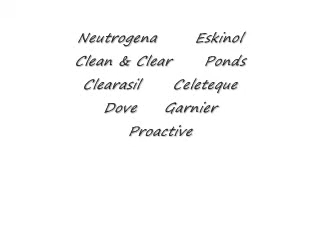 Neutrogena Eskinol
Clean & Clear Ponds
Clearasil Celeteque
Dove Garnier
Proactive